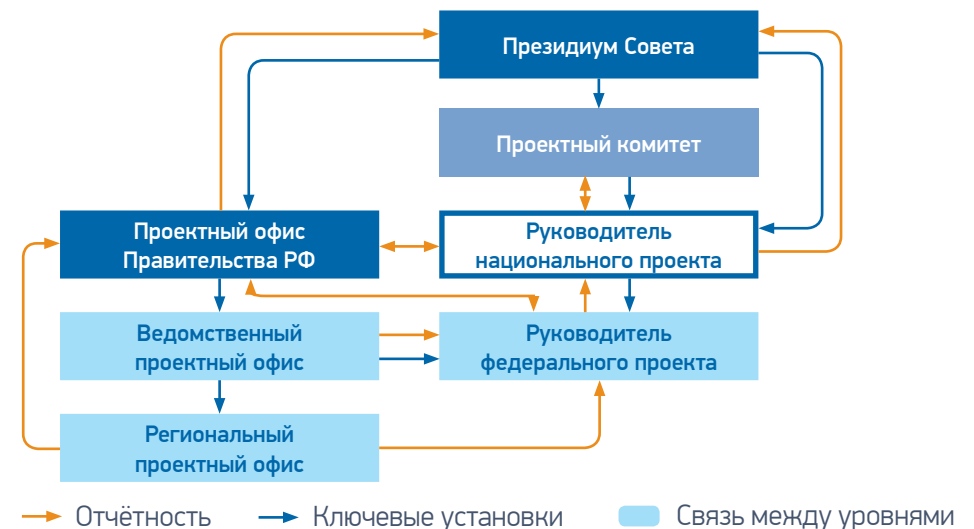 Президиум Совета
Проектный комитет
Проектный офис
Правительства РФ
Руководитель
национального проекта
Ведомственный
проектный офис
Руководитель
федерального проекта
Региональный
проектный офис
Отчётность
Ключевые установки
Связь между уровнями